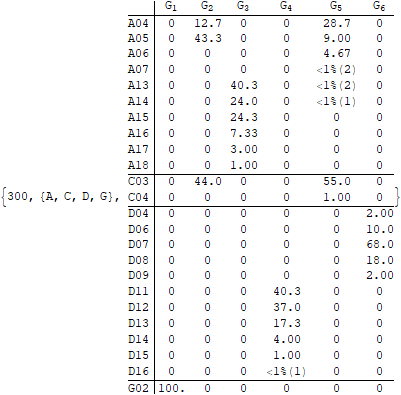 G₁ G₂ G₃ G₄ G₅ G₆
A04 0 12.7 0 0 28.7 0
A05 0 43.3 0 0 9.00 0
A06 0 0 0 0 4.67 0
A07 0 0 0 0 <1%(2) 0
A13 0 0 40.3 0 <1%(2) 0
A14 0 0 24.0 0 <1%(1) 0
A15 0 0 24.3 0 0 0
A16 0 0 7.33 0 0 0
A17 0 0 3.00 0 0 0
A18 0 0 1.00 0 0 0
C03 0 44.0 0 0 55.0 0
{300, {A, C, D, G}, C04 0 0 0 0 1.00 0 }
D04 0 0 0 0 0 2.00
D06 0 0 0 0 0 10.0
D07 0 0 0 0 0 68.0
D08 0 0 0 0 0 18.0
D09 0 0 0 0 0 2.00
D11 0 0 0 40.3 0 0
D12 0 0 0 37.0 0 0
D13 0 0 0 17.3 0 0
D14 0 0 0 4.00 0 0
D15 0 0 0 1.00 0 0
D16 0 0 0 <1%(1) 0 0
G02 100. 0 0 0 0 0